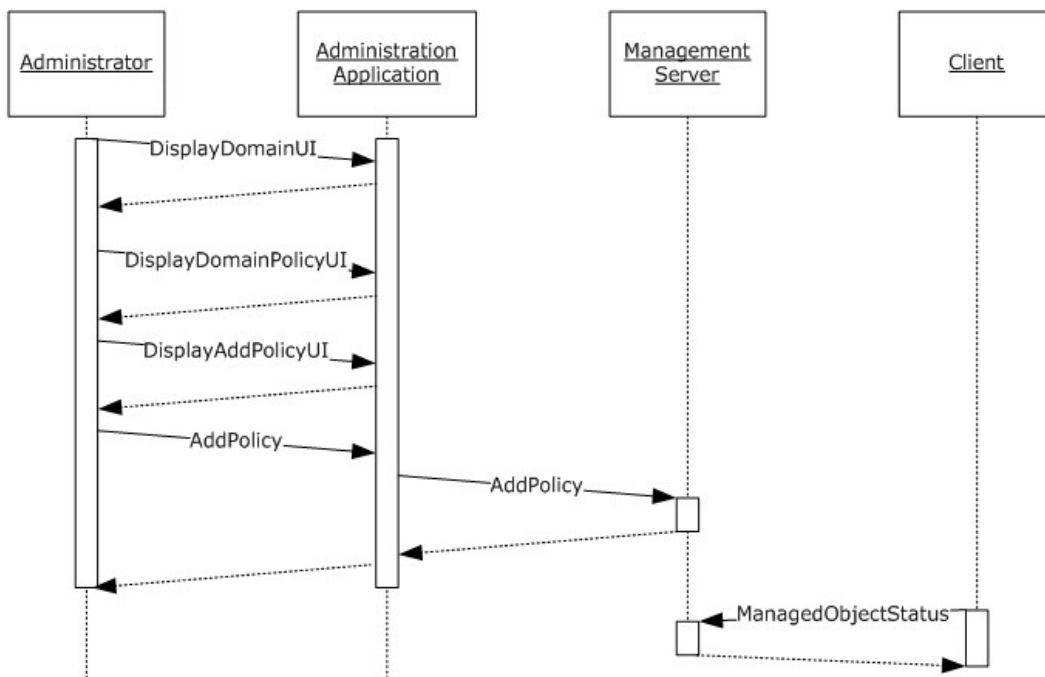 Administrator
Administration
Application
Management
Server
Client
DisplayDomainUI
DisplayDomainPolicyUI
DisplayAddPolicyUI
AddPolicy
AddPolicy
ManagedObjectStatus